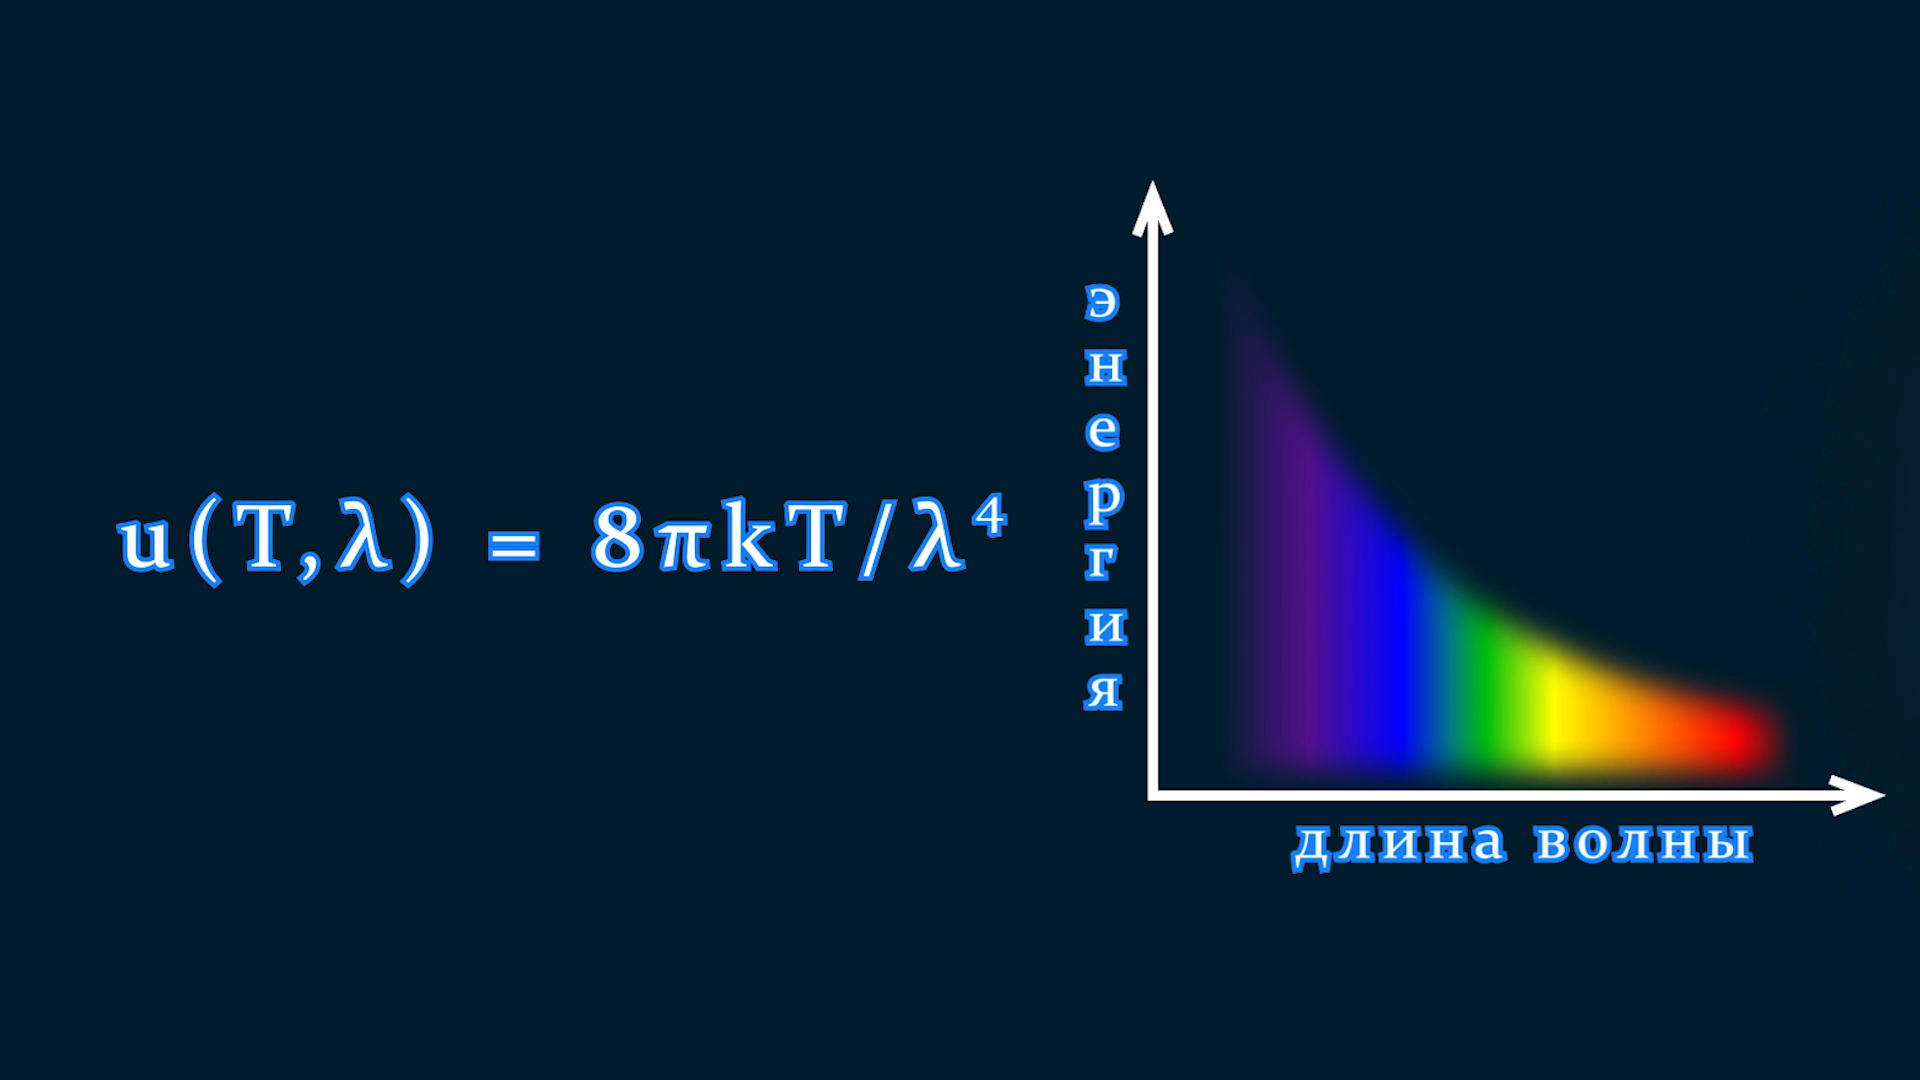 u(T,λ) = 8πkT/λ⁴
энергия
длина волны